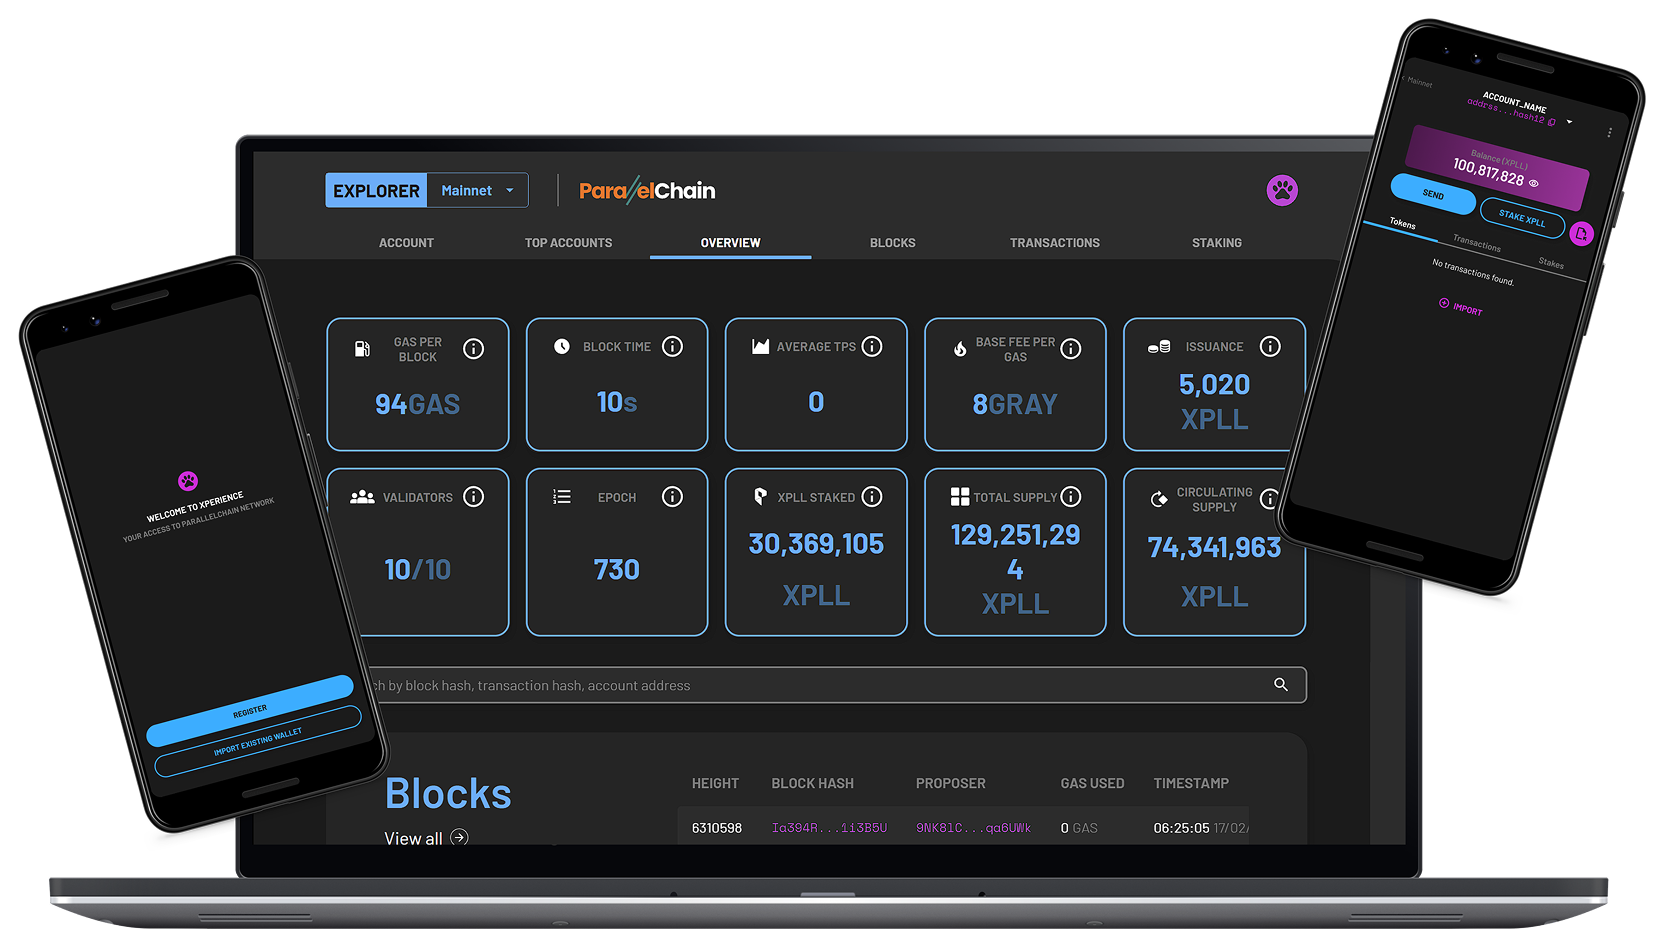 EXPLORER
Mainnet
ParallelChain
ACCOUNT
TOP ACCOUNTS
OVERVIEW
BLOCKS
TRANSACTIONS
STAKING
GAS PER
BLOCK
94GAS
BLOCK TIME
10s
AVERAGE TPS
0
BASE FEE PER
GAS
8GRAY
ISSUANCE
5,020
XPLL
VALIDATORS
10/10
EPOCH
730
XPLL STAKED
30,369,105
XPLL
TOTAL SUPPLY
129,251,29
4
XPLL
CIRCULATING
SUPPLY
74,341,963
XPLL
ch by block hash, transaction hash, account address
Blocks
View all
HEIGHT
BLOCK HASH
PROPOSER
GAS USED
TIMESTAMP
6310598
Ia394R...1i3B5U
9NK8lC...qa6UWk
0 GAS
06:25:05 17/02/
WELCOME TO XPERIENCE
YOUR ACCESS TO PARALLELCHAIN NETWORK
REGISTER
IMPORT EXISTING WALLET
Mainnet
ACCOUNT_NAME
addrss...hash12
Balance (XPLL)
100,817,828
SEND
STAKE XPLL
Tokens
Transactions
Stakes
No transactions found.
IMPORT